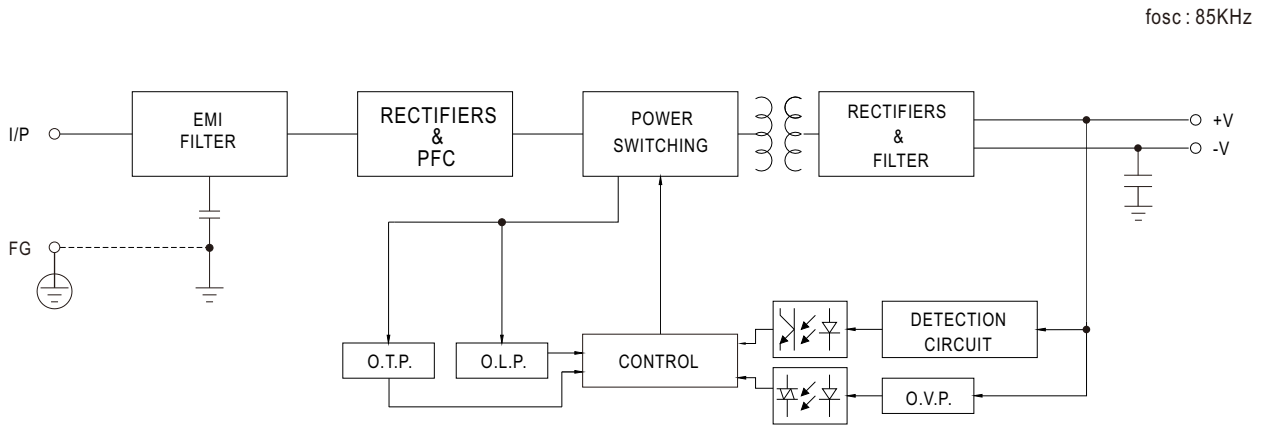 fosc : 85KHz
I/P
EMI
FILTER
RECTIFIERS
&
PFC
POWER
SWITCHING
RECTIFIERS
&
FILTER
+V
-V
FG
O.T.P.
O.L.P.
CONTROL
DETECTION
CIRCUIT
O.V.P.